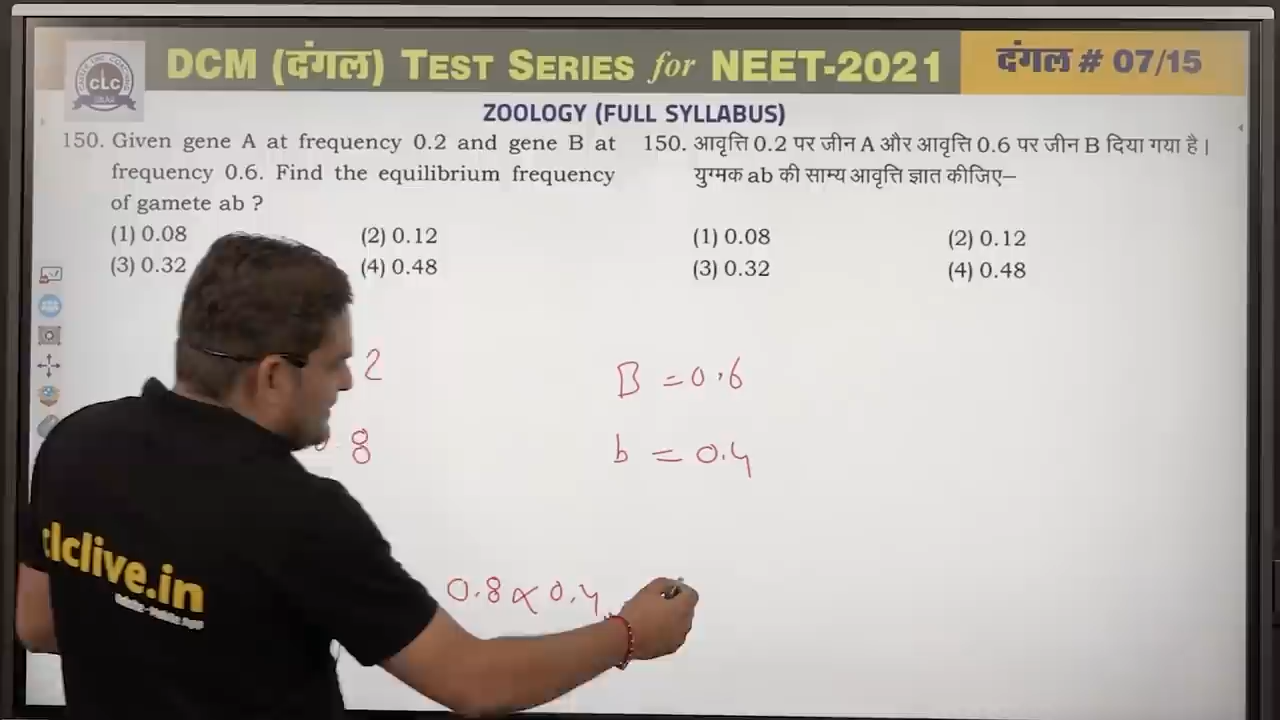 DCM (दंगल) TEST SERIES for NEET-2021
दंगल # 07/15
CLC
ZOOLOGY (FULL SYLLABUS)
150. Given gene A at frequency 0.2 and gene B at
frequency 0.6. Find the equilibrium frequency
of gamete ab ?
(1) 0.08 (2) 0.12
(3) 0.32 (4) 0.48
150. आवृत्ति 0.2 पर जीन A और आवृत्ति 0.6 पर जीन B दिया गया है।
युग्मक ab की साम्य आवृत्ति ज्ञात कीजिए–
(1) 0.08 (2) 0.12
(3) 0.32 (4) 0.48
2
B = 0.6
8
b = 0.4
0.8 × 0.4
clclive.in